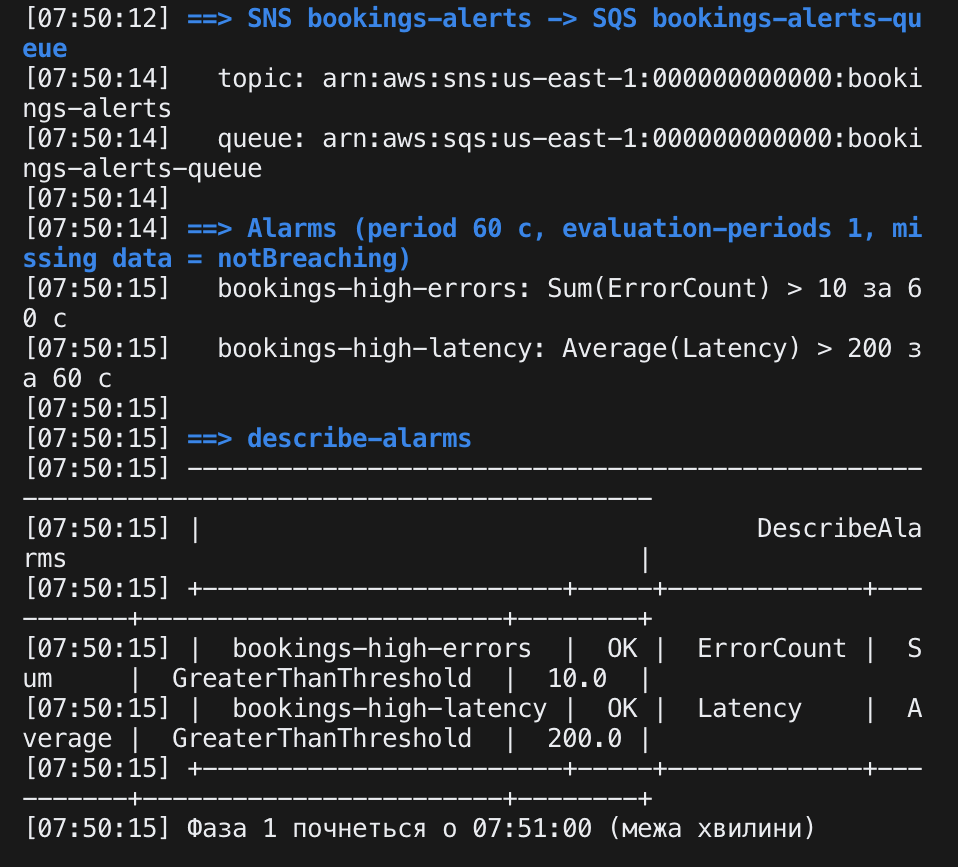 [07:50:12] ==> SNS bookings-alerts -> SQS bookings-alerts-qu
eue
[07:50:14]   topic: arn:aws:sns:us-east-1:000000000000:booki
ngs-alerts
[07:50:14]   queue: arn:aws:sqs:us-east-1:000000000000:booki
ngs-alerts-queue
[07:50:14]
[07:50:14] ==> Alarms (period 60 с, evaluation-periods 1, mi
ssing data = notBreaching)
[07:50:15]   bookings-high-errors: Sum(ErrorCount) > 10 за 6
0 с
[07:50:15]   bookings-high-latency: Average(Latency) > 200 з
а 60 с
[07:50:15]
[07:50:15] ==> describe-alarms
[07:50:15] -------------------------------------------------
------------------------------------------
[07:50:15] |                                     DescribeAla
rms                                      |
[07:50:15] +------------------------+-----+-------------+---
-------+------------------------+--------+
[07:50:15] |  bookings-high-errors  |  OK |  ErrorCount |  S
um     |  GreaterThanThreshold  |  10.0  |
[07:50:15] |  bookings-high-latency |  OK |  Latency    |  A
verage |  GreaterThanThreshold  |  200.0 |
[07:50:15] +------------------------+-----+-------------+---
-------+------------------------+--------+
[07:50:15] Фаза 1 почнеться о 07:51:00 (межа хвилини)